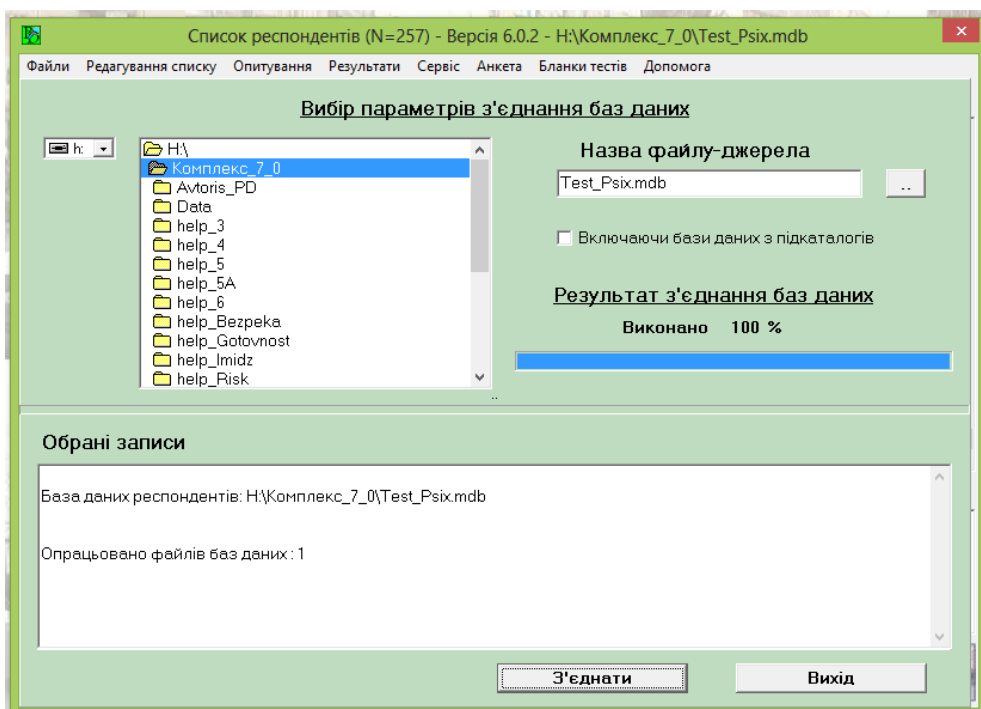 Список респондентів (N=257) - Версія 6.0.2 - H:\Комплекс_7_0\Test_Psix.mdb
Файли Редагування списку Опитування Результати Сервіс Анкета Бланки тестів Допомога
Вибір параметрів з'єднання баз даних
h:
H:\
Комплекс_7_0
Avtoris_PD
Data
help_3
help_4
help_5
help_5A
help_6
help_Bezpeka
help_Gotovnost
help_Imidz
help_Risk
Назва файлу-джерела
Test_Psix.mdb
..
Включаючи бази даних з підкаталогів
Результат з'єднання баз даних
Виконано 100 %
..
Обрані записи
База даних респондентів: H:\Комплекс_7_0\Test_Psix.mdb
Опрацьовано файлів баз даних : 1
З'єднати Вихід